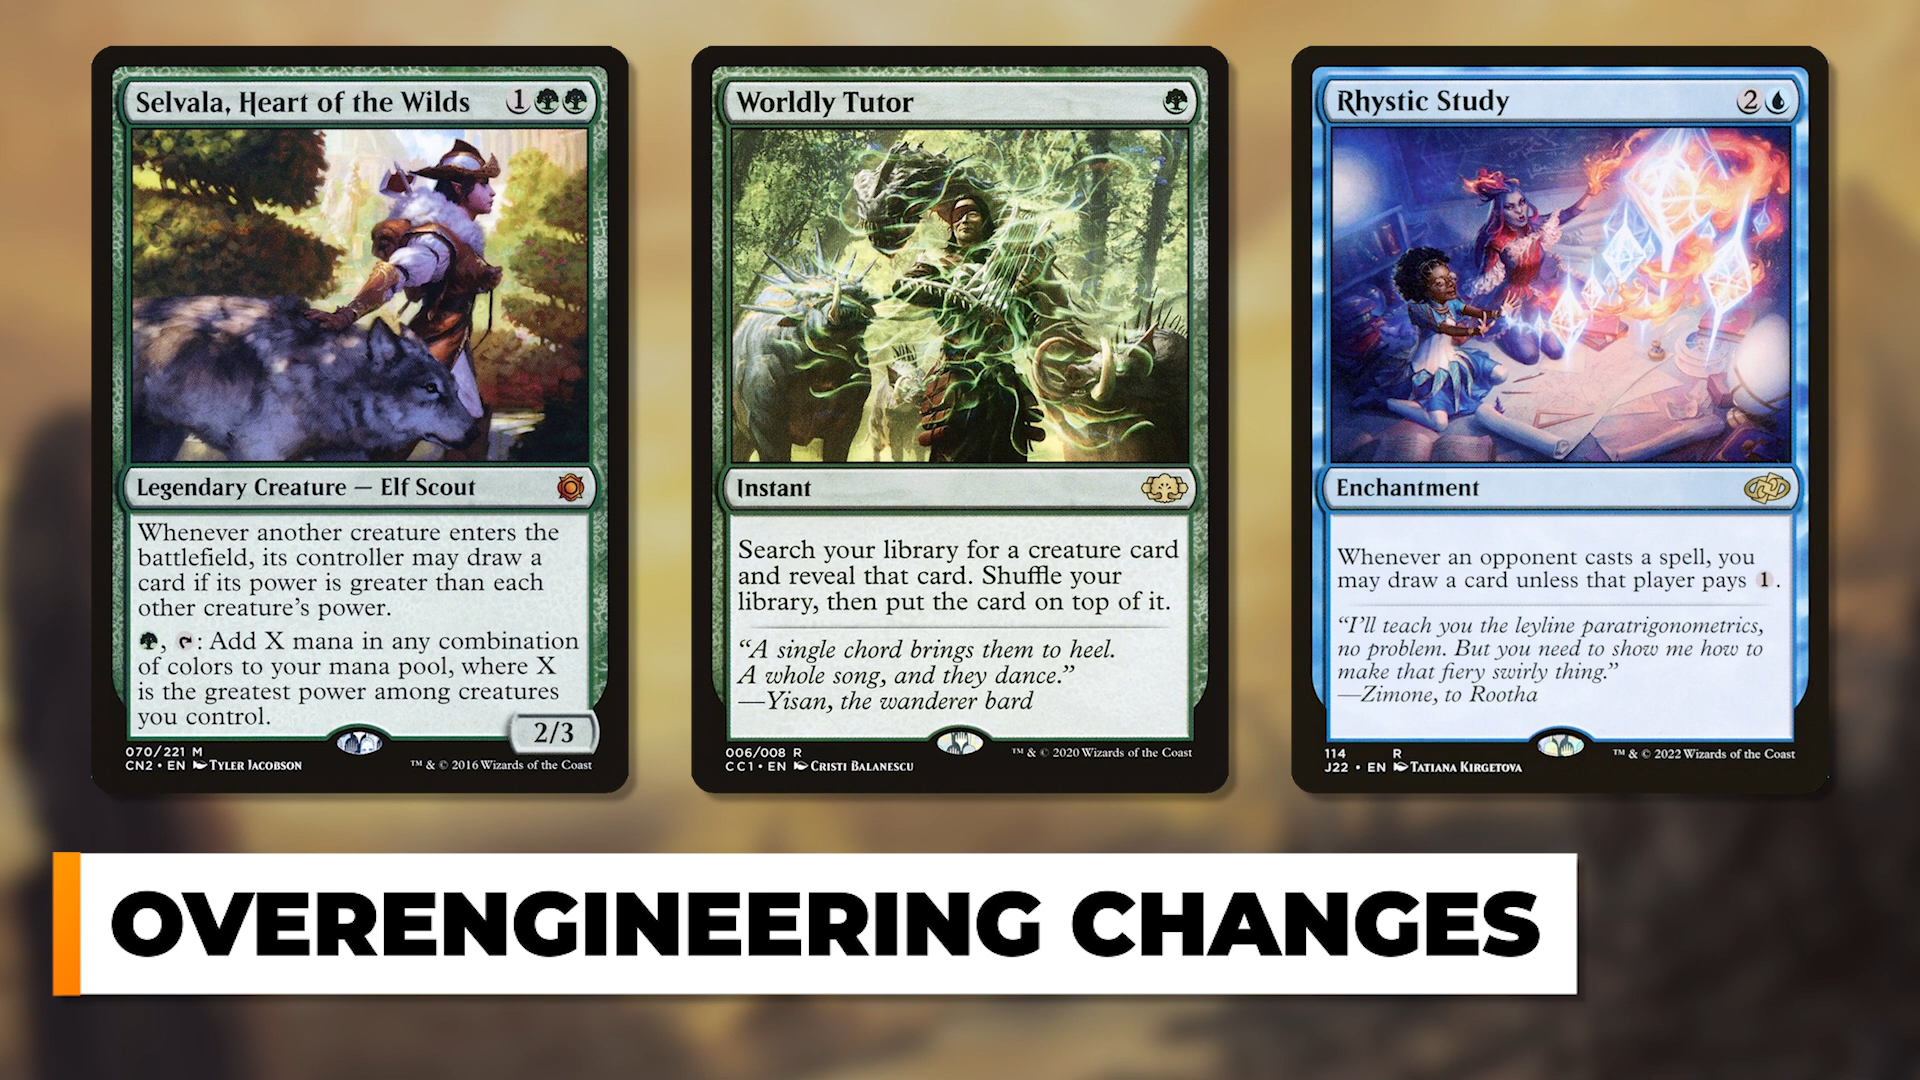 Selvala, Heart of the Wilds 1
Legendary Creature — Elf Scout
Whenever another creature enters the
battlefield, its controller may draw a
card if its power is greater than each
other creature's power.
, : Add X mana in any combination
of colors to your mana pool, where X
is the greatest power among creatures
you control.
2/3
070/221 M
CN2 • EN Tyler Jacobson
™ & © 2016 Wizards of the Coast
Worldly Tutor
Instant
Search your library for a creature card
and reveal that card. Shuffle your
library, then put the card on top of it.
“A single chord brings them to heel.
A whole song, and they dance.”
—Yisan, the wanderer bard
006/008 R
CC1 • EN Cristi Balanescu
™ & © 2020 Wizards of the Coast
Rhystic Study 2
Enchantment
Whenever an opponent casts a spell, you
may draw a card unless that player pays 1.
“I'll teach you the leyline paratrigonometrics,
no problem. But you need to show me how to
make that fiery swirly thing.”
—Zimone, to Rootha
114 R
J22 • EN Tatiana Kirgetova
™ & © 2022 Wizards of the Coast
OVERENGINEERING CHANGES